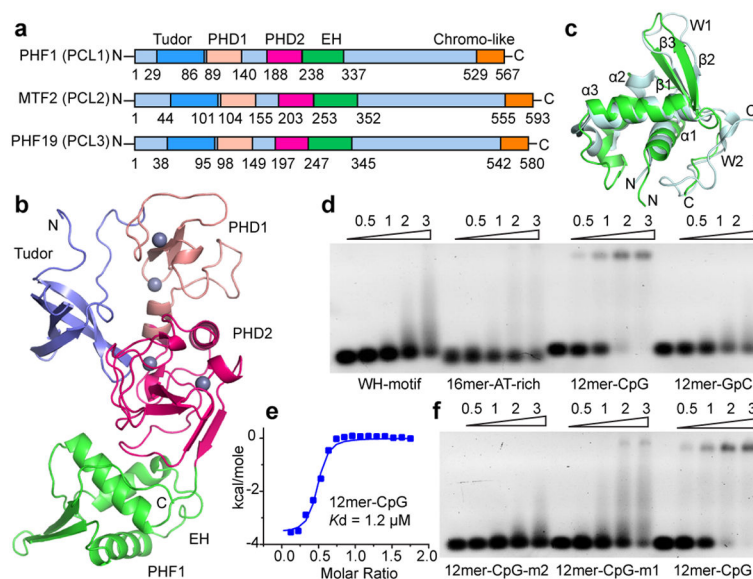 a
Tudor PHD1 PHD2 EH Chromo-like
PHF1 (PCL1) N C
1 29 86 89 140 188 238 337 529 567
MTF2 (PCL2) N C
1 44 101 104 155 203 253 352 555 593
PHF19 (PCL3) N C
1 38 95 98 149 197 247 345 542 580
b
N
Tudor
PHD1
PHD2
C
EH
PHF1
c
W1
β3
β2
α2
β1
α3
α1
C
W2
N
C
N
d
0.5 1 2 3 0.5 1 2 3 0.5 1 2 3 0.5 1 2 3
WH-motif 16mer-AT-rich 12mer-CpG 12mer-GpC
e
kcal/mole
0
-2
-4
12mer-CpG
Kd = 1.2 μM
0.0 0.5 1.0 1.5 2.0
Molar Ratio
f
0.5 1 2 3 0.5 1 2 3 0.5 1 2 3
12mer-CpG-m2 12mer-CpG-m1 12mer-CpG